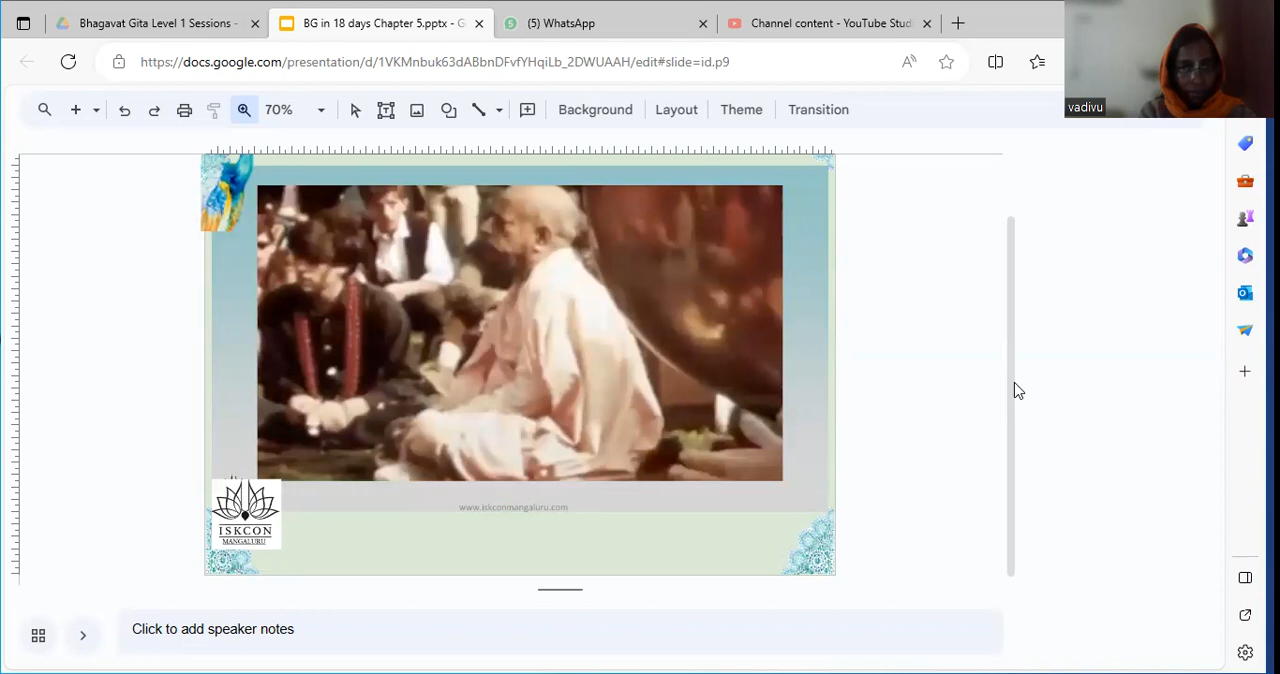 Bhagavat Gita Level 1 Sessions -
BG in 18 days Chapter 5.pptx - G
(5) WhatsApp
Channel content - YouTube Studi
https://docs.google.com/presentation/d/1VKMnbuk63dABbnDFvfYHqiLb_2DWUAAH/edit#slide=id.p9
vadivu
70%
Background
Layout
Theme
Transition
www.iskconmangaluru.com
ISKCON
MANGALURU
Click to add speaker notes